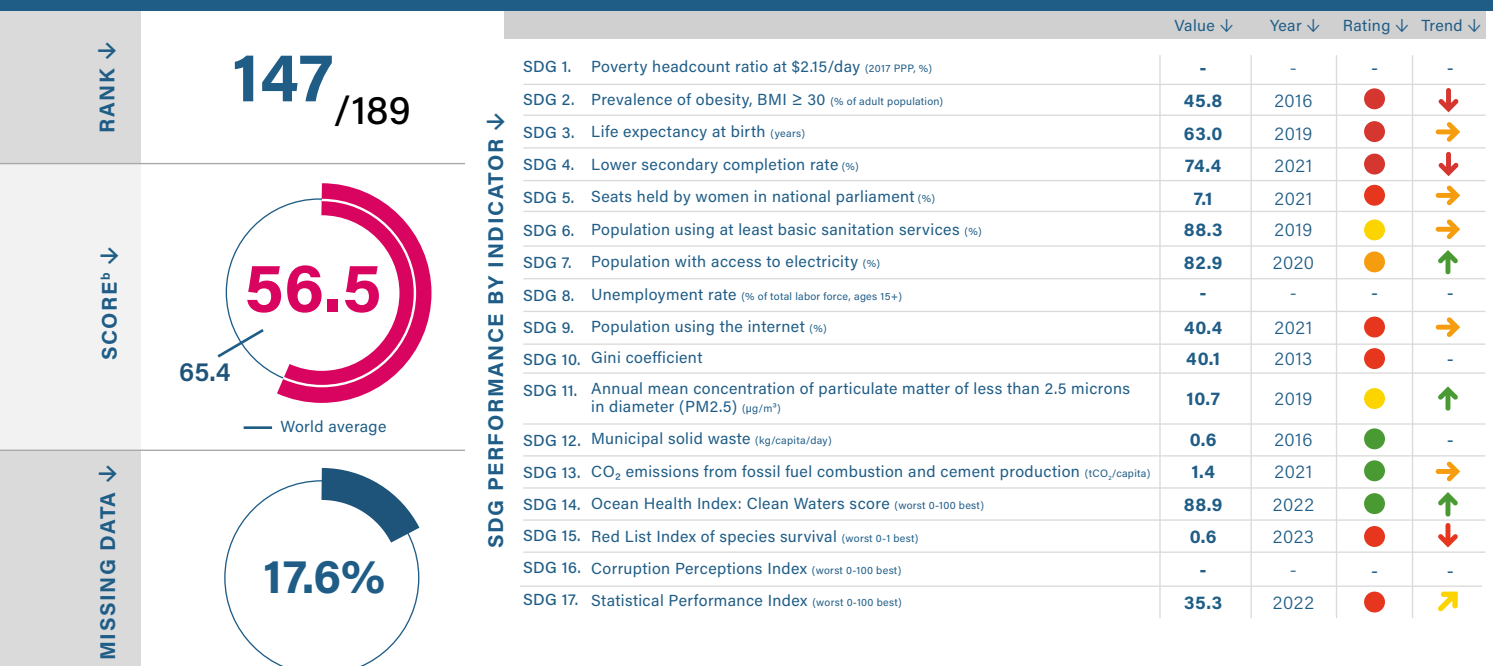 RANK →
147 /189
SCOREᵇ →
56.5
65.4
World average
MISSING DATA →
17.6%
SDG PERFORMANCE BY INDICATOR →
Value ↓ Year ↓ Rating ↓ Trend ↓
SDG 1. Poverty headcount ratio at $2.15/day (2017 PPP, %) - - - -
SDG 2. Prevalence of obesity, BMI ≥ 30 (% of adult population) 45.8 2016 ↓
SDG 3. Life expectancy at birth (years) 63.0 2019 →
SDG 4. Lower secondary completion rate (%) 74.4 2021 ↓
SDG 5. Seats held by women in national parliament (%) 7.1 2021 →
SDG 6. Population using at least basic sanitation services (%) 88.3 2019 →
SDG 7. Population with access to electricity (%) 82.9 2020 ↑
SDG 8. Unemployment rate (% of total labor force, ages 15+) - - - -
SDG 9. Population using the internet (%) 40.4 2021 →
SDG 10. Gini coefficient 40.1 2013 -
SDG 11. Annual mean concentration of particulate matter of less than 2.5 microns
in diameter (PM2.5) (µg/m³) 10.7 2019 ↑
SDG 12. Municipal solid waste (kg/capita/day) 0.6 2016 -
SDG 13. CO₂ emissions from fossil fuel combustion and cement production (tCO₂/capita) 1.4 2021 →
SDG 14. Ocean Health Index: Clean Waters score (worst 0-100 best) 88.9 2022 ↑
SDG 15. Red List Index of species survival (worst 0-1 best) 0.6 2023 ↓
SDG 16. Corruption Perceptions Index (worst 0-100 best) - - - -
SDG 17. Statistical Performance Index (worst 0-100 best) 35.3 2022 ↗